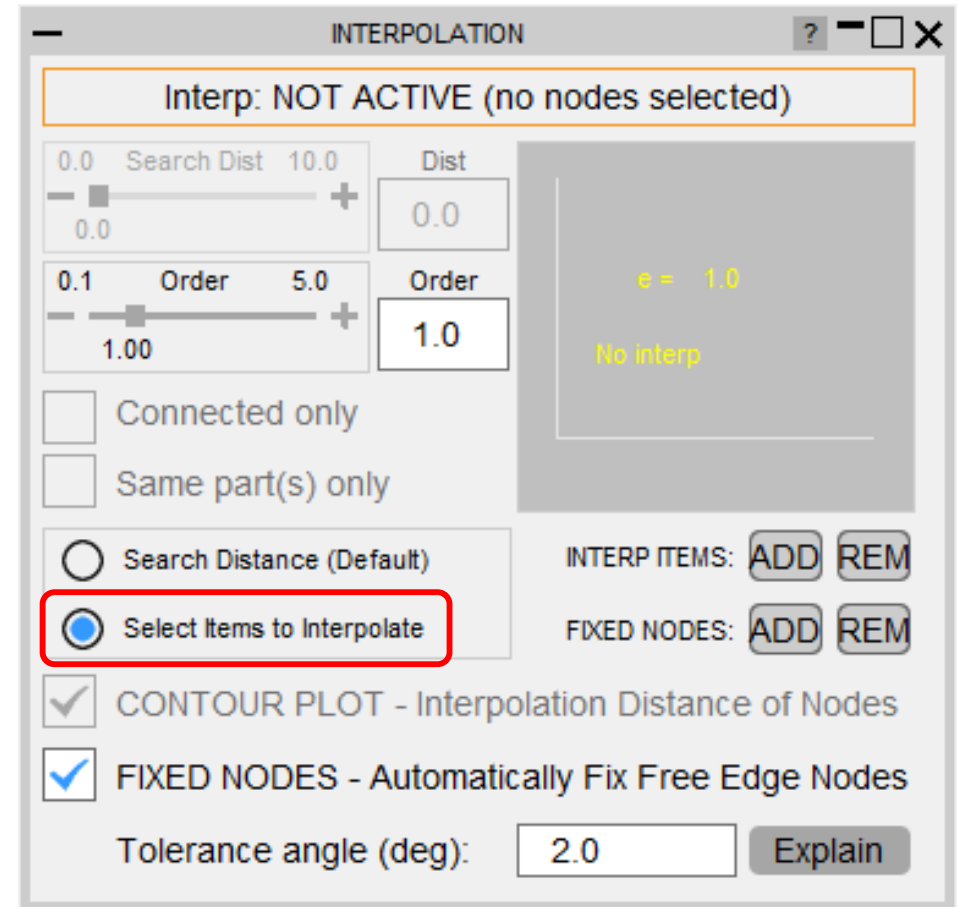 INTERPOLATION ?
Interp: NOT ACTIVE (no nodes selected)
0.0 Search Dist 10.0
0.0
Dist
0.0
0.1 Order 5.0
1.00
Order
1.0
e = 1.0
No interp
Connected only
Same part(s) only
Search Distance (Default)
Select Items to Interpolate
INTERP ITEMS: ADD REM
FIXED NODES: ADD REM
CONTOUR PLOT - Interpolation Distance of Nodes
FIXED NODES - Automatically Fix Free Edge Nodes
Tolerance angle (deg): 2.0 Explain